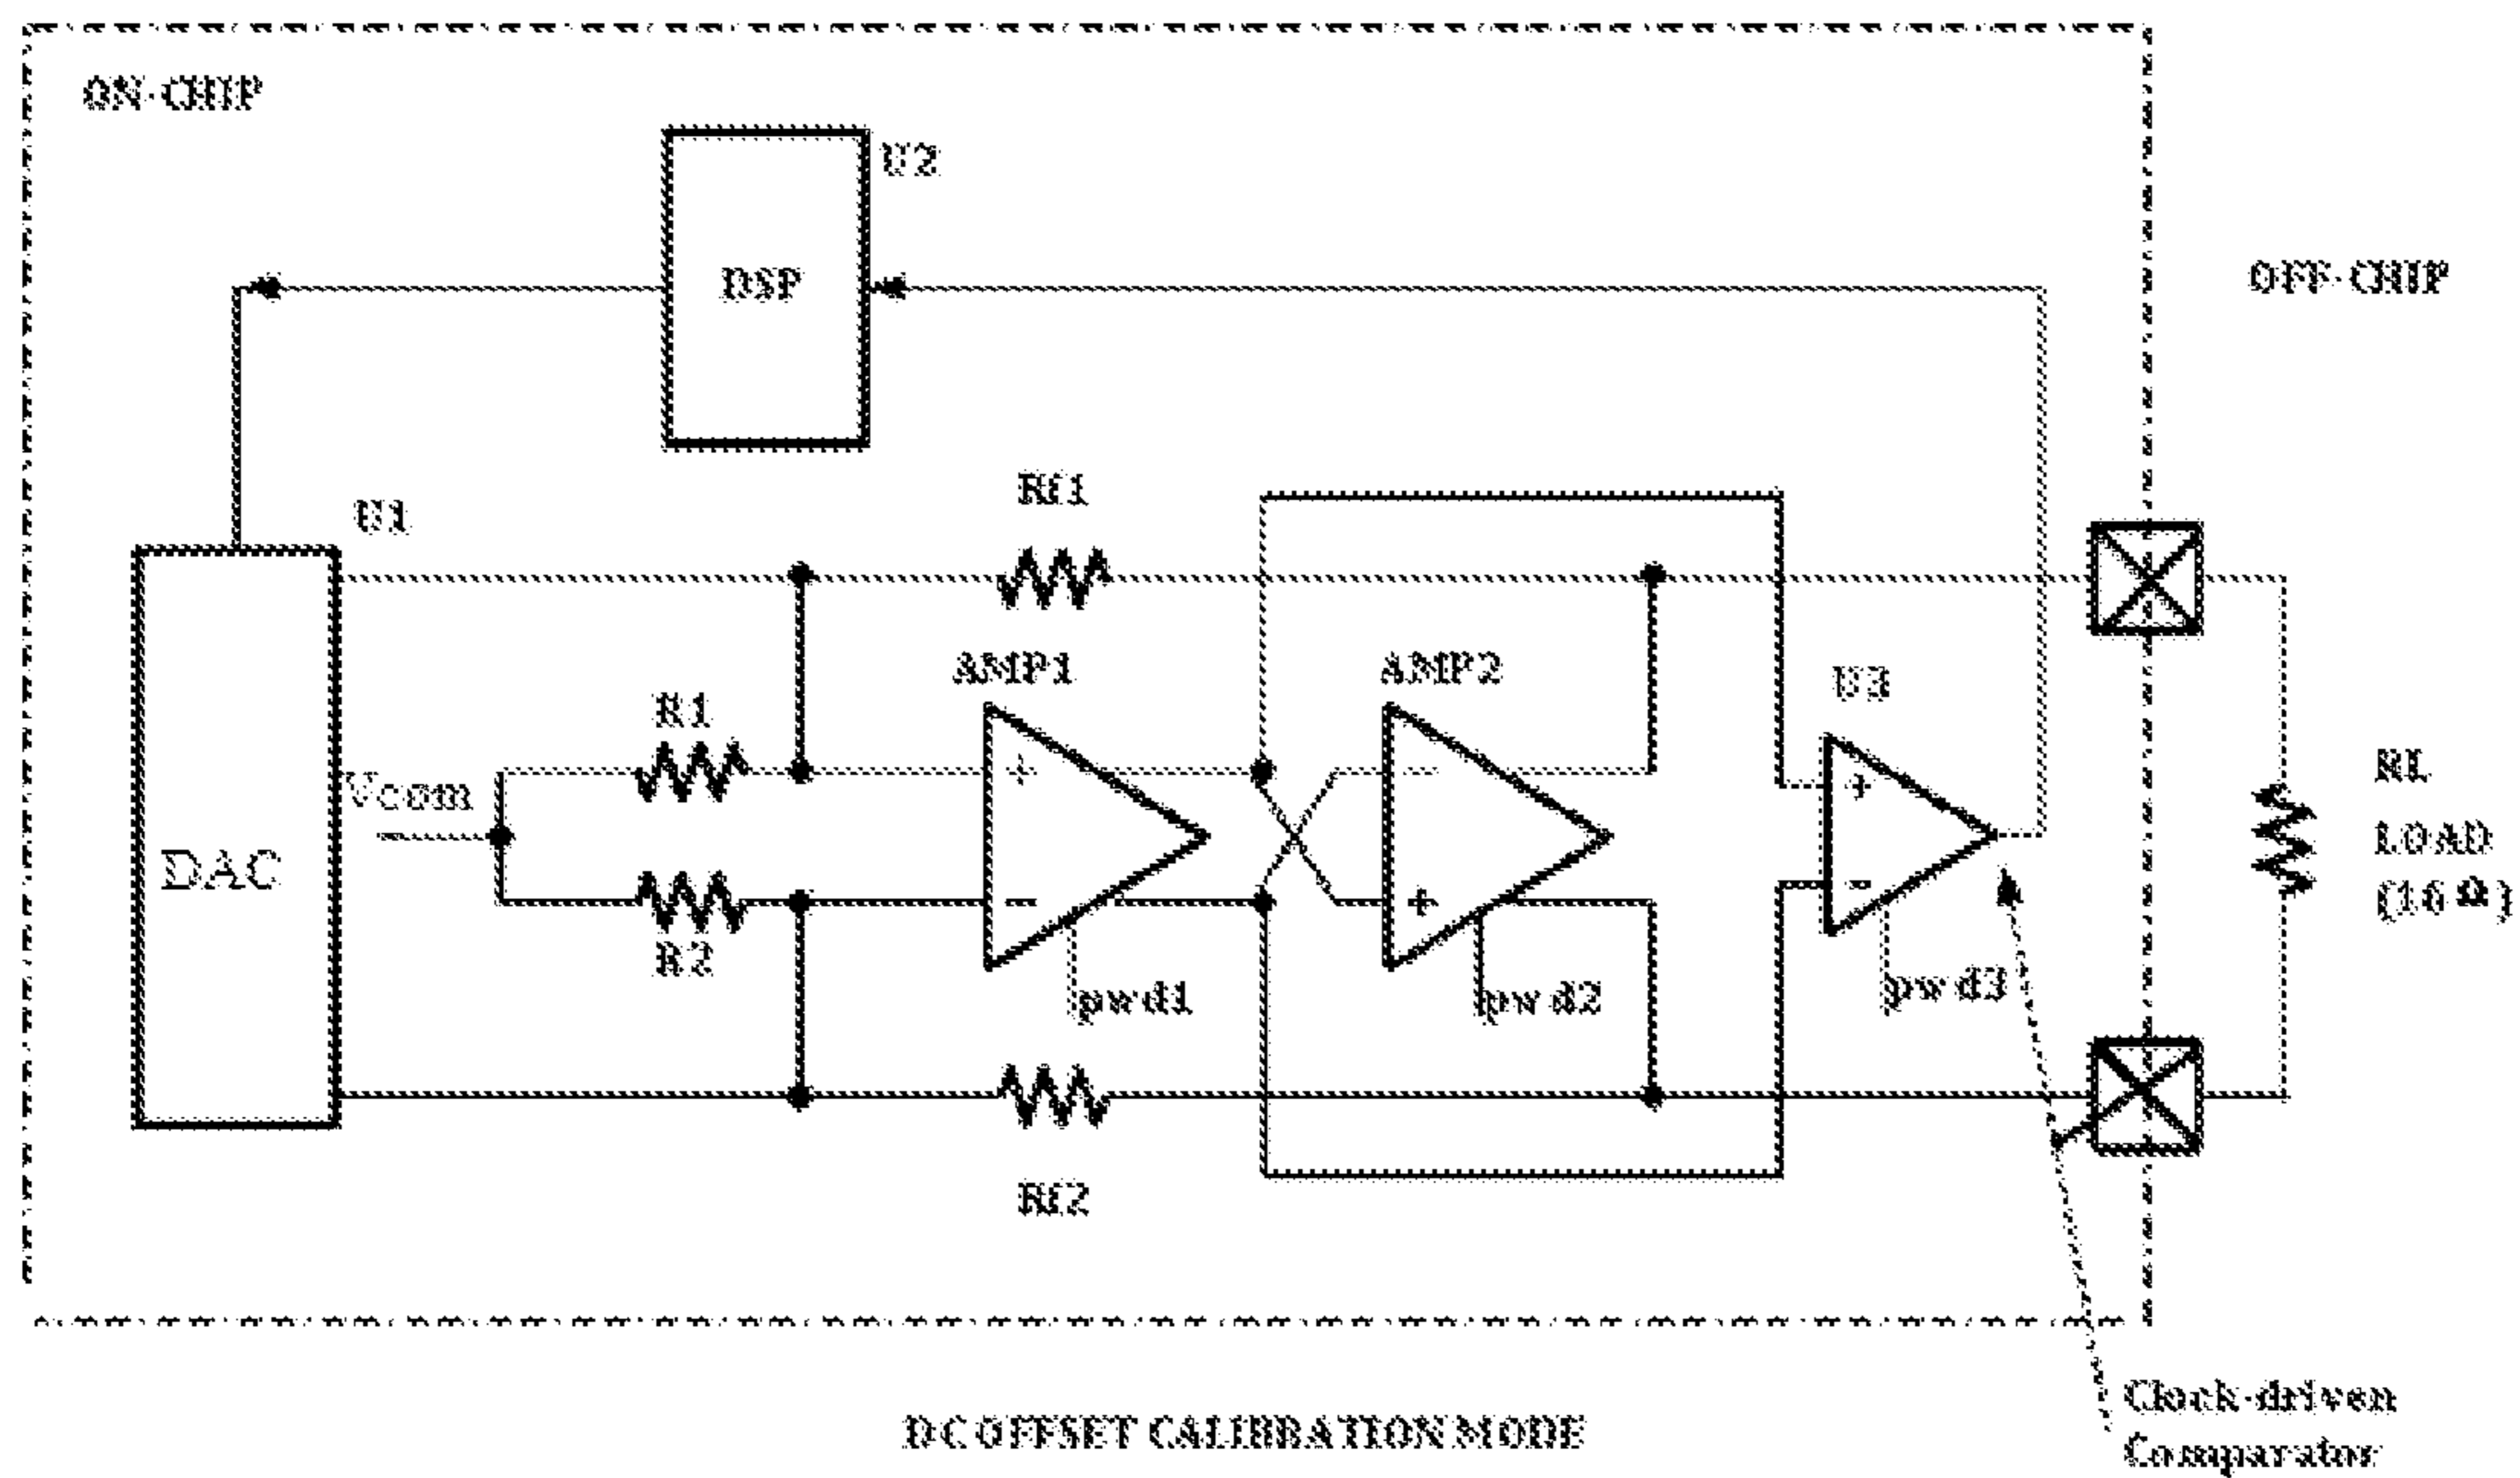 ON-CHIP
U2
DSP
OFF-CHIP
U1
Rf1
AMP1
AMP2
U3
R1
+
-
+
RL
Vcom
LOAD
DAC
(16 Ω)
-
+
-
R2
pwd1
pwd2
pwd3
Rf2
Clock-driven
Comparator
DC OFFSET CALIBRATION MODE